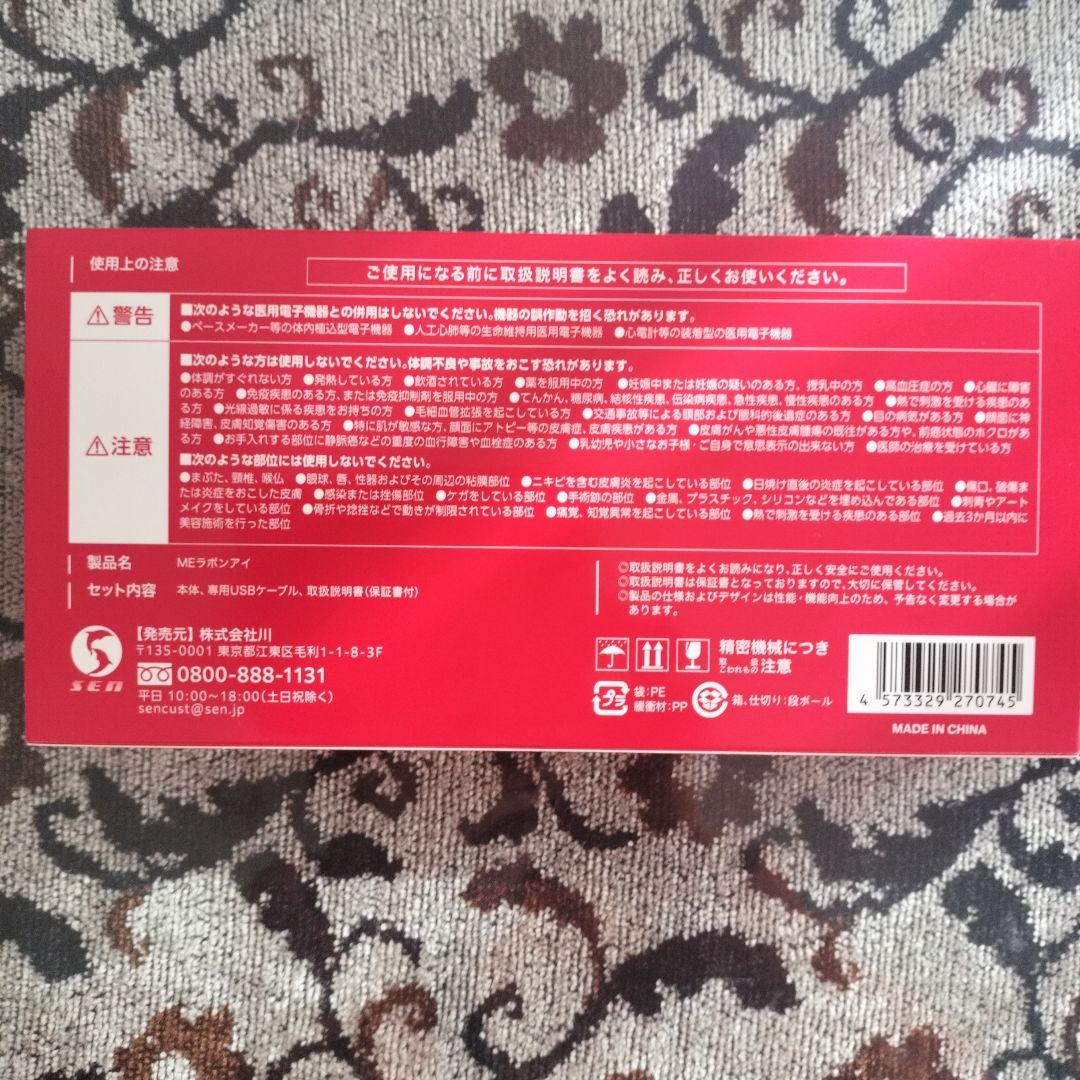 使用上の注意
ご使用になる前に取扱説明書をよく読み、正しくお使いください。
⚠警告
■次のような医用電子機器との併用はしないでください。機器の誤作動を招く恐れがあります。
●ペースメーカー等の体内植込型電子機器 ●人工心肺等の生命維持用医用電子機器 ●心電計等の装着型の医用電子機器
⚠注意
■次のような方は使用しないでください。体調不良や事故をおこす恐れがあります。
●体調がすぐれない方 ●発熱している方 ●飲酒されている方 ●薬を服用中の方 ●妊娠中または妊娠の疑いのある方、授乳中の方 ●高血圧症の方 ●心臓に障害
のある方 ●免疫疾患のある方、または免疫抑制剤を服用中の方 ●てんかん、糖尿病、結核性疾患、伝染病疾患、急性疾患、慢性疾患のある方 ●熱で刺激を受ける疾患のあ
る方 ●光線過敏に係る疾患をお持ちの方 ●毛細血管拡張を起こしている方 ●交通事故等による頸部および眼科的後遺症のある方 ●目の病気がある方 ●顔面に神
経障害、皮膚知覚障害のある方 ●特に肌が敏感な方、顔面にアトピー等の皮膚症、皮膚疾患がある方 ●皮膚がんや悪性皮膚腫瘍の既往がある方や、前癌状態のホクロがあ
る方 ●お手入れする部位に静脈癌などの重度の血行障害や血栓症のある方 ●乳幼児や小さなお子様・ご自身で意思表示の出来ない方 ●医師の治療を受けている方
■次のような部位には使用しないでください。
●まぶた、頸椎、喉仏 ●眼球、唇、性器およびその周辺の粘膜部位 ●ニキビを含む皮膚炎を起こしている部位 ●日焼け直後の炎症を起こしている部位 ●傷口、破傷ま
たは炎症をおこした皮膚 ●感染または挫傷部位 ●ケガをしている部位 ●手術跡の部位 ●金属、プラスチック、シリコンなどを埋め込んである部位 ●刺青やアート
メイクをしている部位 ●骨折や捻挫などで動きが制限されている部位 ●痛覚、知覚異常を起こしている部位 ●熱で刺激を受ける疾患のある部位 ●過去3か月以内に
美容施術を行った部位
製品名 MEラボンアイ
セット内容 本体、専用USBケーブル、取扱説明書(保証書付)
◎取扱説明書をよくお読みになり、正しく安全にご使用ください。
◎取扱説明書は保証書となっておりますので、大切に保管してください。
◎製品の仕様およびデザインは性能・機能向上のため、予告なく変更する場合が
あります。
SEN
【発売元】株式会社川
〒135-0001 東京都江東区毛利1-1-8-3F
0800-888-1131
平日 10:00〜18:00(土日祝除く)
sencust@sen.jp
精密機械につき
取扱注意
こわれもの
プラ
袋:PE
緩衝材:PP
箱、仕切り:段ボール
4 573329 270745
MADE IN CHINA